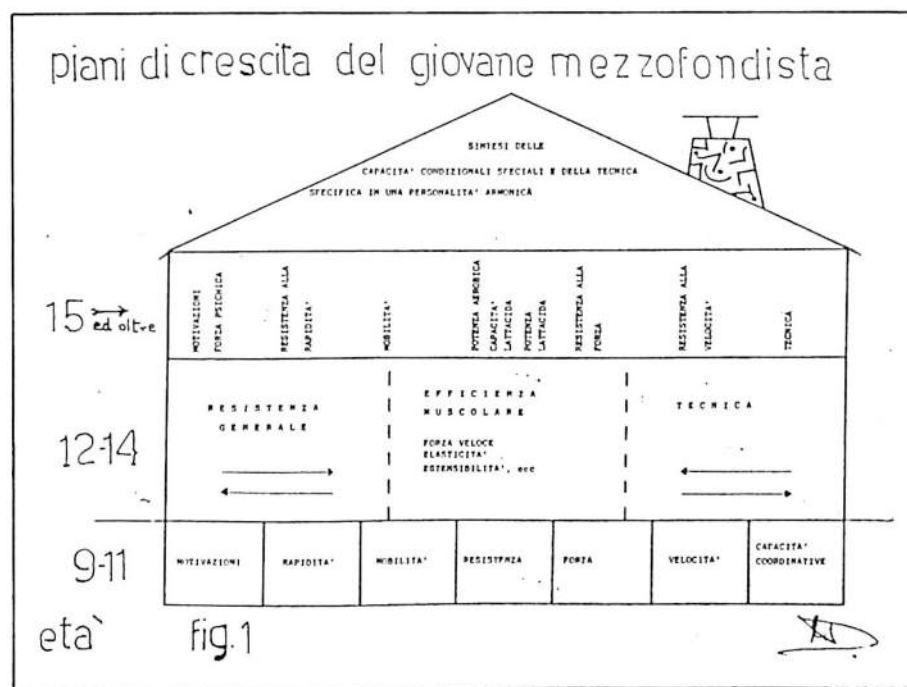 piani di crescita del giovane mezzofondista
SINTESI DELLE
CAPACITA' CONDIZIONALI SPECIALI E DELLA TECNICA
SPECIFICA IN UNA PERSONALITA' ARMONICA
15
ed oltre
MOTIVAZIONI
FORZA PSICHICA
RESISTENZA ALLA
RAPIDITA'
MOBILITA'
POTENZA AEROBICA
CAPACITA'
LATTACIDA
POTENZA
LATTACIDA
RESISTENZA ALLA
FORZA
RESISTENZA ALLA
VELOCITA'
TECNICA
12-14
RESISTENZA
GENERALE
EFFICIENZA
MUSCOLARE
FORZA VELOCE
ELASTICITA'
ESTENSIBILITA', ecc
TECNICA
9-11
MOTIVAZIONI
RAPIDITA'
MOBILITA'
RESISTENZA
FORZA
VELOCITA'
CAPACITA'
COORDINATIVE
età
fig.1